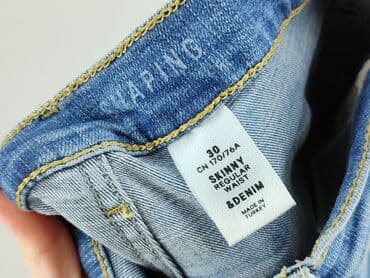 SHAPING
30
CN 170/76A
SKINNY
REGULAR
WAIST
&DENIM
MADE IN
TURKEY